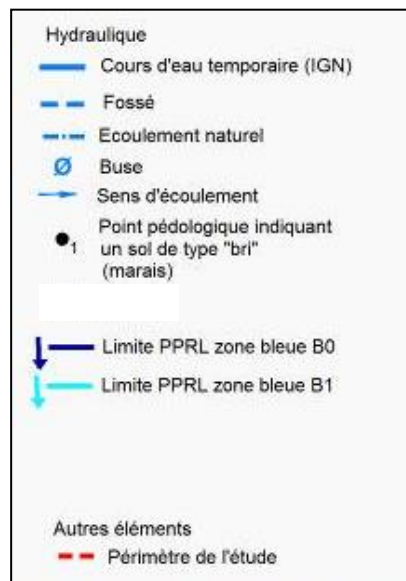 Hydraulique
Cours d'eau temporaire (IGN)
Fossé
Ecoulement naturel
Ø Buse
Sens d'écoulement
Point pédologique indiquant
1 un sol de type "bri"
(marais)
Limite PPRL zone bleue B0
Limite PPRL zone bleue B1
Autres éléments
Périmètre de l'étude